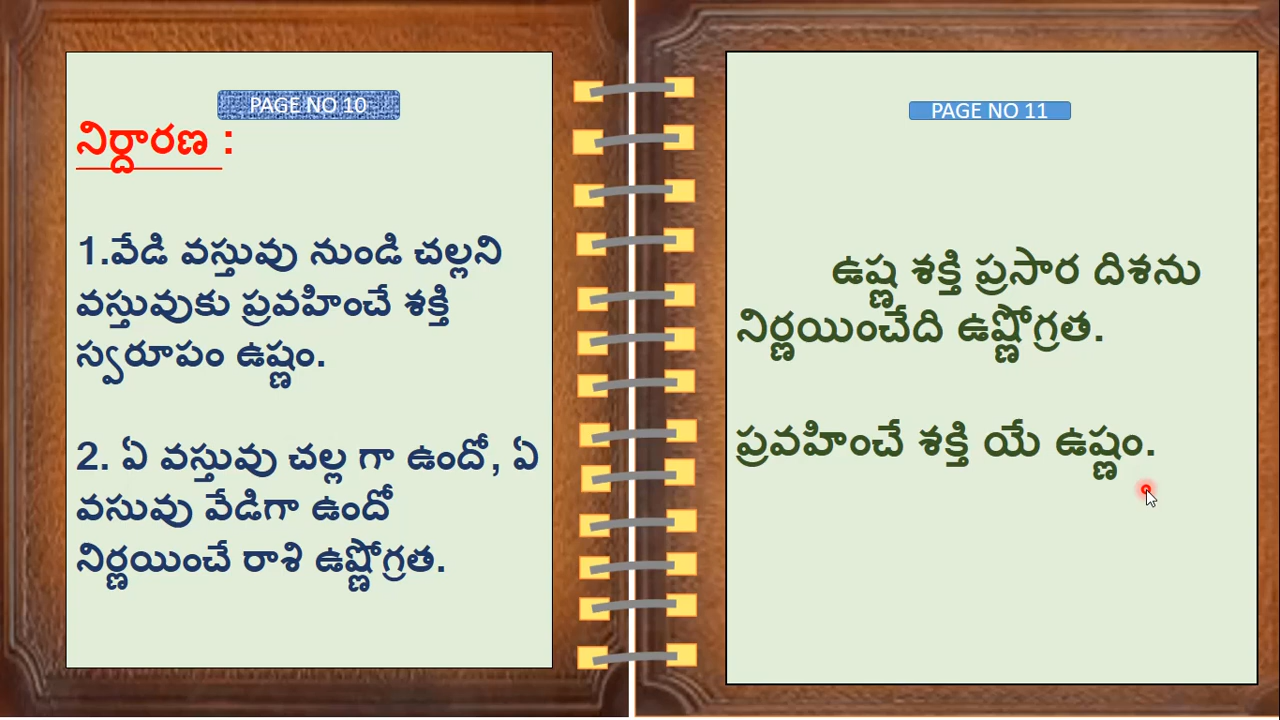 PAGE NO 10
నిర్దారణ :
1.వేడి వస్తువు నుండి చల్లని
వస్తువుకు ప్రవహించే శక్తి
స్వరూపం ఉష్ణం.
2. ఏ వస్తువు చల్ల గా ఉందో, ఏ
వసువు వేడిగా ఉందో
నిర్ణయించే రాశి ఉష్ణోగ్రత.
PAGE NO 11
ఉష్ణ శక్తి ప్రసార దిశను
నిర్ణయించేది ఉష్ణోగ్రత.
ప్రవహించే శక్తి యే ఉష్ణం.